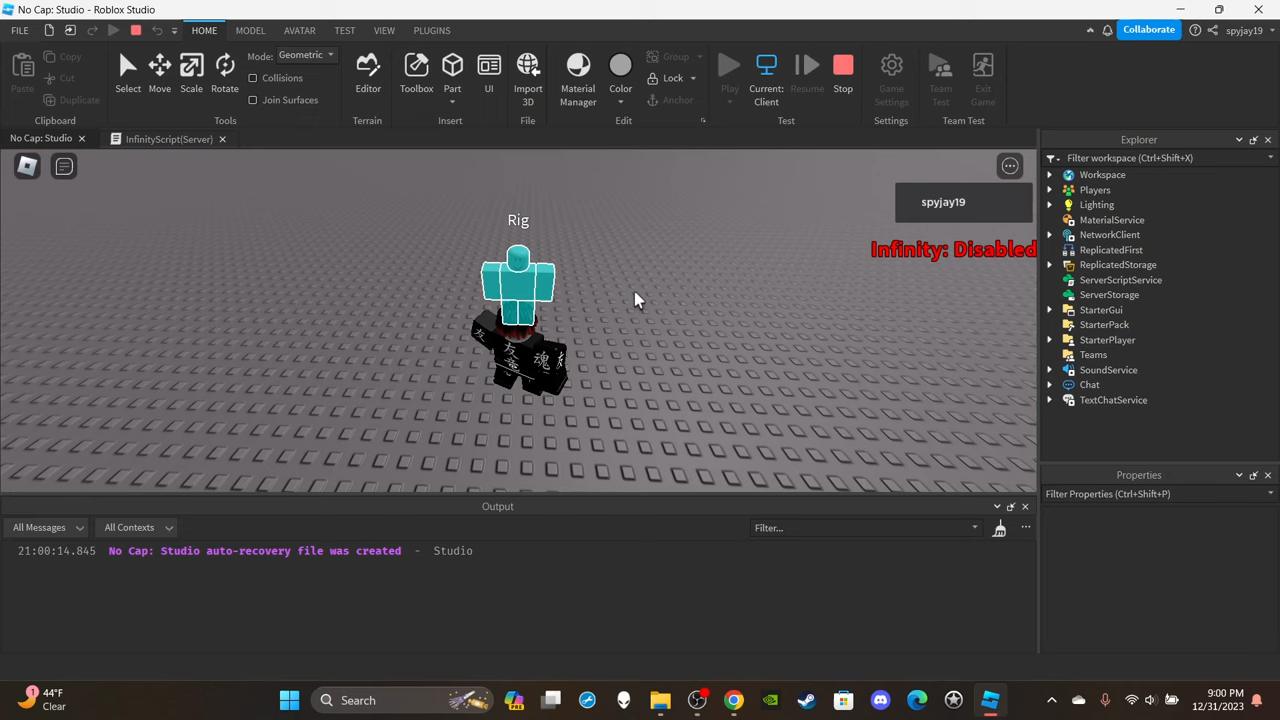 No Cap: Studio - Roblox Studio
FILE
HOME
MODEL
AVATAR
TEST
VIEW
PLUGINS
Collaborate
spyjay19
Paste
Copy
Cut
Duplicate
Clipboard
Select
Move
Scale
Rotate
Mode: Geometric
Collisions
Join Surfaces
Tools
Editor
Terrain
Toolbox
Part
UI
Insert
Import 3D
File
Material Manager
Color
Group
Lock
Anchor
Edit
Play
Current: Client
Resume
Stop
Test
Game Settings
Settings
Team Test
Exit Game
Team Test
No Cap: Studio
InfinityScript(Server)
Rig
spyjay19
Infinity: Disabled
友
友
魂
Explorer
Filter workspace (Ctrl+Shift+X)
Workspace
Players
Lighting
MaterialService
NetworkClient
ReplicatedFirst
ReplicatedStorage
ServerScriptService
ServerStorage
StarterGui
StarterPack
StarterPlayer
Teams
SoundService
Chat
TextChatService
Properties
Filter Properties (Ctrl+Shift+P)
Output
All Messages
All Contexts
Filter...
21:00:14.845 No Cap: Studio auto-recovery file was created - Studio
1
44°F
Clear
Search
PRE
9:00 PM
12/31/2023